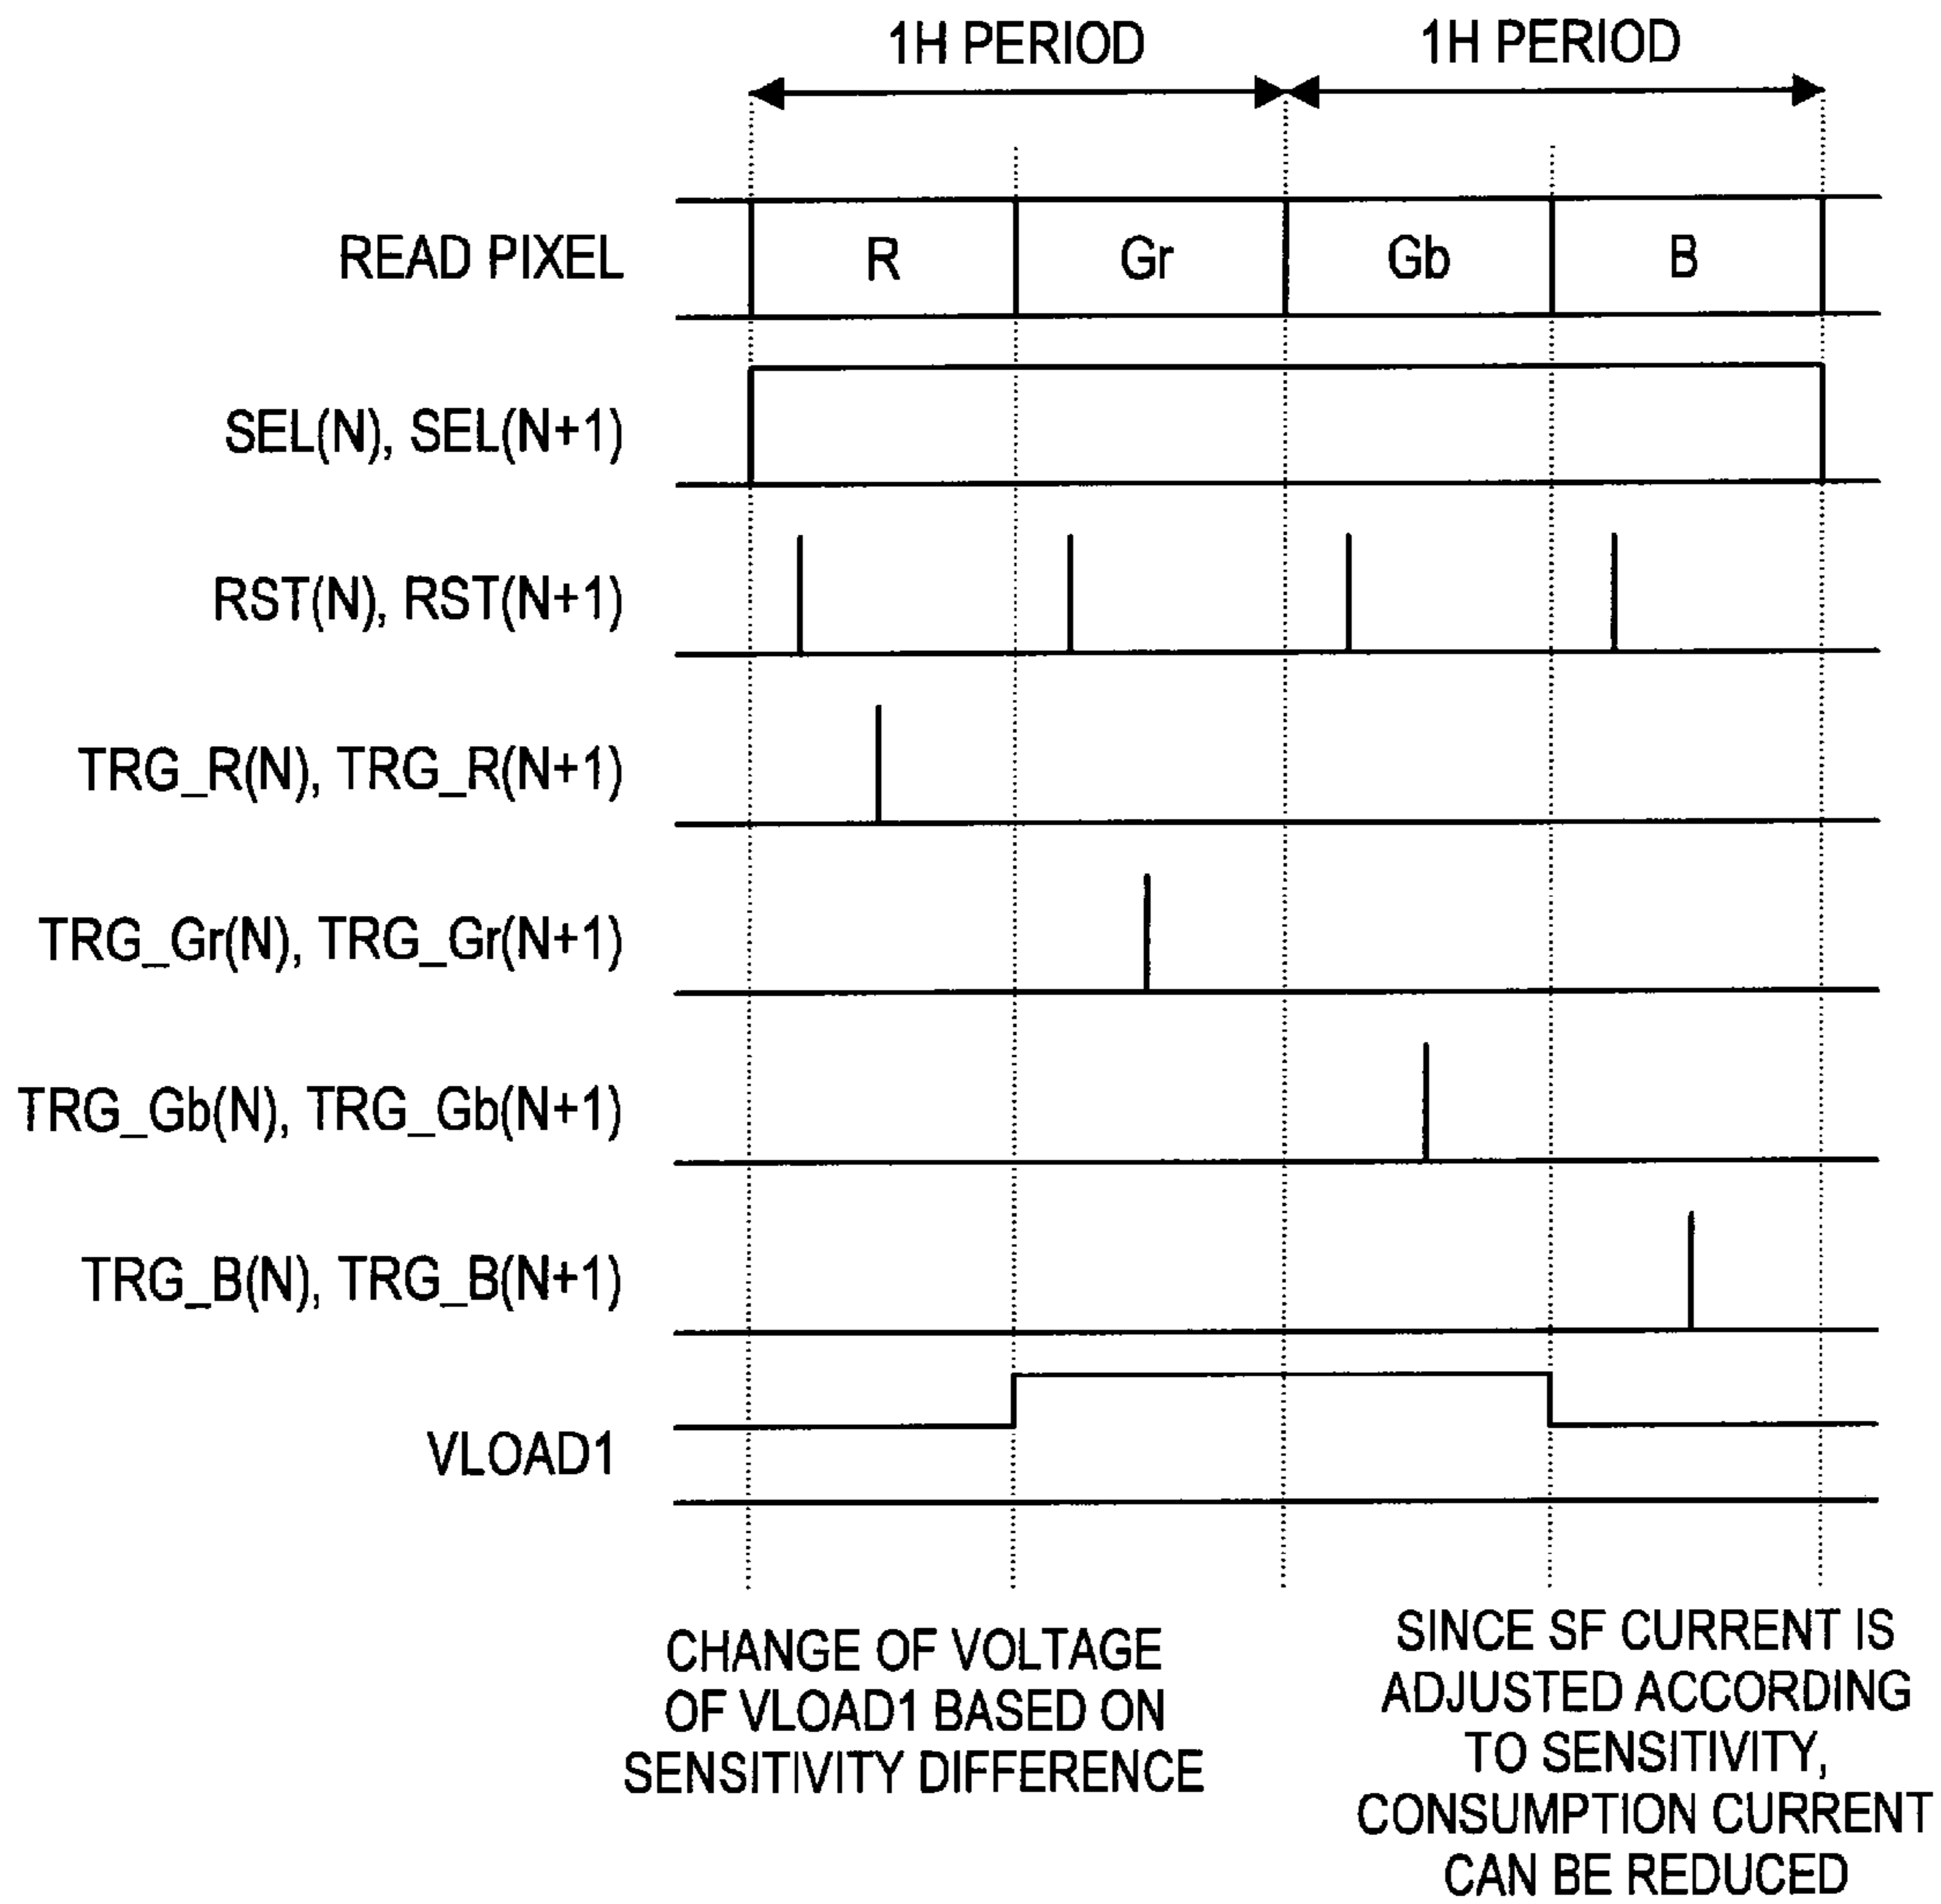 1H PERIOD 1H PERIOD
READ PIXEL R Gr Gb B
SEL(N), SEL(N+1)
RST(N), RST(N+1)
TRG_R(N), TRG_R(N+1)
TRG_Gr(N), TRG_Gr(N+1)
TRG_Gb(N), TRG_Gb(N+1)
TRG_B(N), TRG_B(N+1)
VLOAD1
CHANGE OF VOLTAGE
OF VLOAD1 BASED ON
SENSITIVITY DIFFERENCE
SINCE SF CURRENT IS
ADJUSTED ACCORDING
TO SENSITIVITY,
CONSUMPTION CURRENT
CAN BE REDUCED